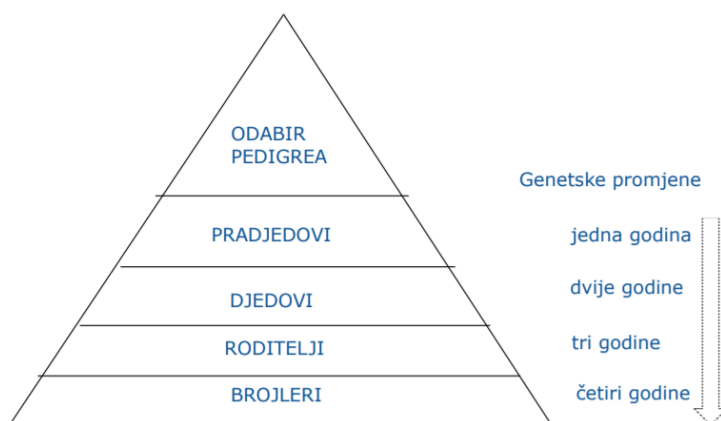 ODABIR
PEDIGREA
Genetske promjene
PRADJEDOVI
jedna godina
DJEDOVI
dvije godine
RODITELJI
tri godine
BROJLERI
četiri godine